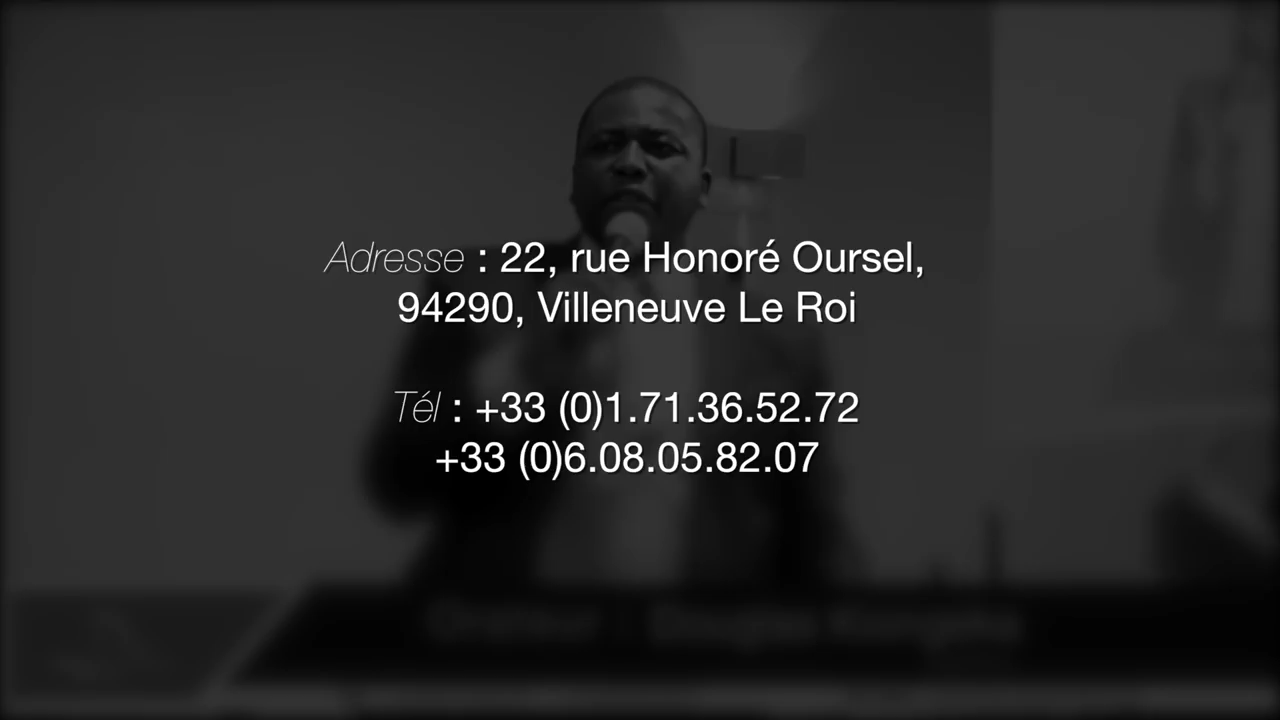 Adresse : 22, rue Honoré Oursel,
94290, Villeneuve Le Roi
Tél : +33 (0)1.71.36.52.72
+33 (0)6.08.05.82.07